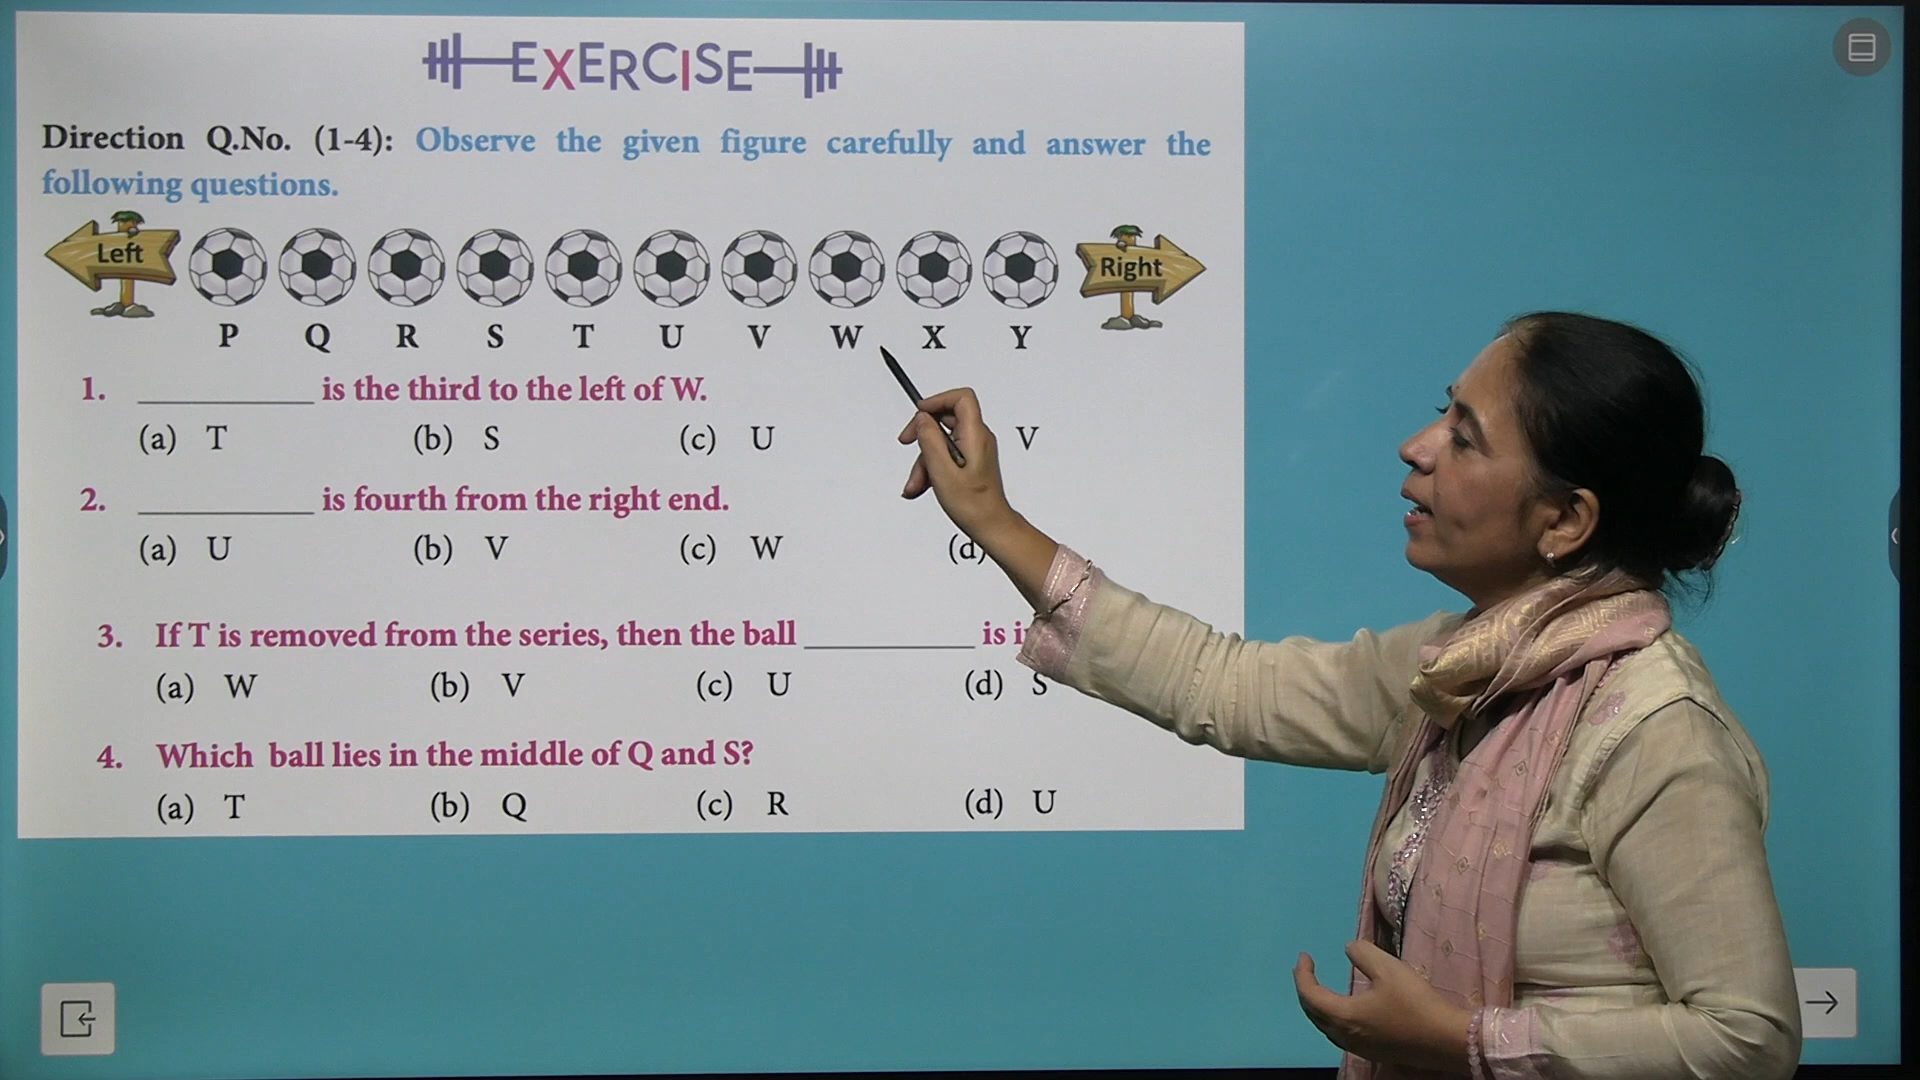 EXERCISE
Direction Q.No. (1-4): Observe the given figure carefully and answer the
following questions.
Left Right
P Q R S T U V W X Y
1. __________ is the third to the left of W.
(a) T (b) S (c) U V
2. __________ is fourth from the right end.
(a) U (b) V (c) W (d)
3. If T is removed from the series, then the ball __________ is
(a) W (b) V (c) U (d) S
4. Which ball lies in the middle of Q and S?
(a) T (b) Q (c) R (d) U